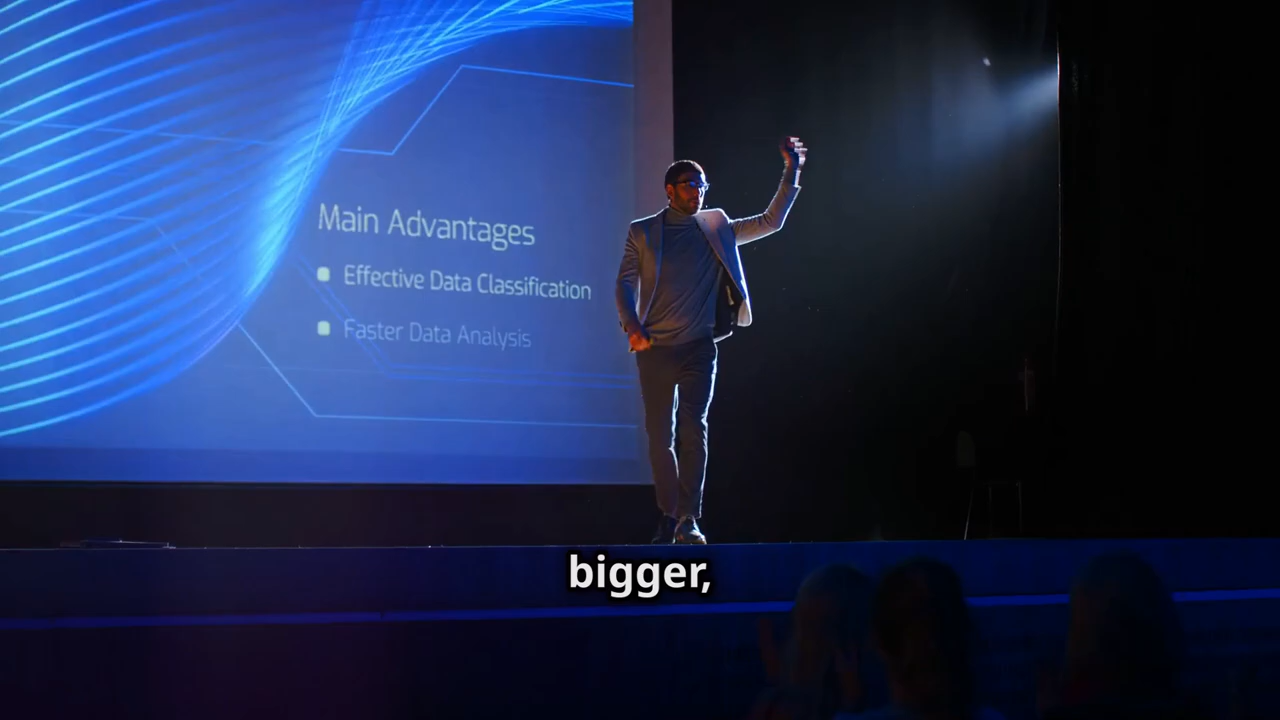 Main Advantages
Effective Data Classification
Faster Data Analysis
bigger,